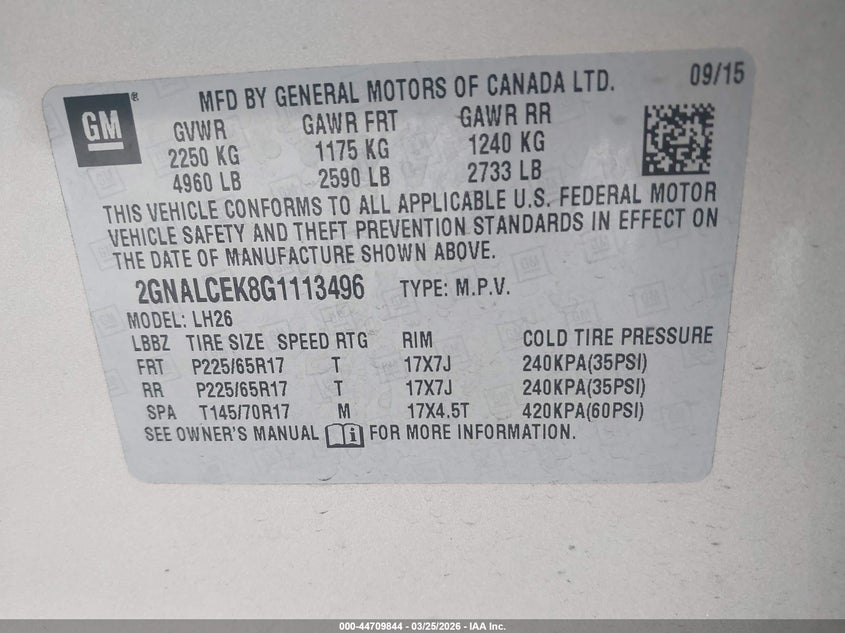 GM®
MFD BY GENERAL MOTORS OF CANADA LTD. 09/15
GVWR GAWR FRT GAWR RR
2250 KG 1175 KG 1240 KG
4960 LB 2590 LB 2733 LB
THIS VEHICLE CONFORMS TO ALL APPLICABLE U.S. FEDERAL MOTOR
VEHICLE SAFETY AND THEFT PREVENTION STANDARDS IN EFFECT ON
THE DATE OF MANUFACTURE SHOWN ABOVE.
2GNALCEK8G1113496 TYPE: M.P.V.
MODEL: LH26
LBBZ TIRE SIZE SPEED RTG RIM COLD TIRE PRESSURE
FRT P225/65R17 T 17X7J 240KPA(35PSI)
RR P225/65R17 T 17X7J 240KPA(35PSI)
SPA T145/70R17 M 17X4.5T 420KPA(60PSI)
SEE OWNER'S MANUAL i FOR MORE INFORMATION.
000-44709844 / 03/25/2026 - IAA Inc.